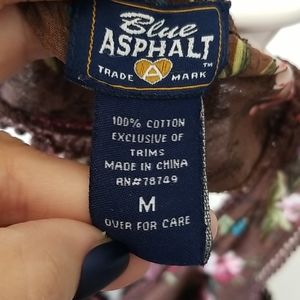 Blue
ASPHALT
TRADE A MARK
100% COTTON
EXCLUSIVE OF
TRIMS
MADE IN CHINA
RN#78749
M
OVER FOR CARE